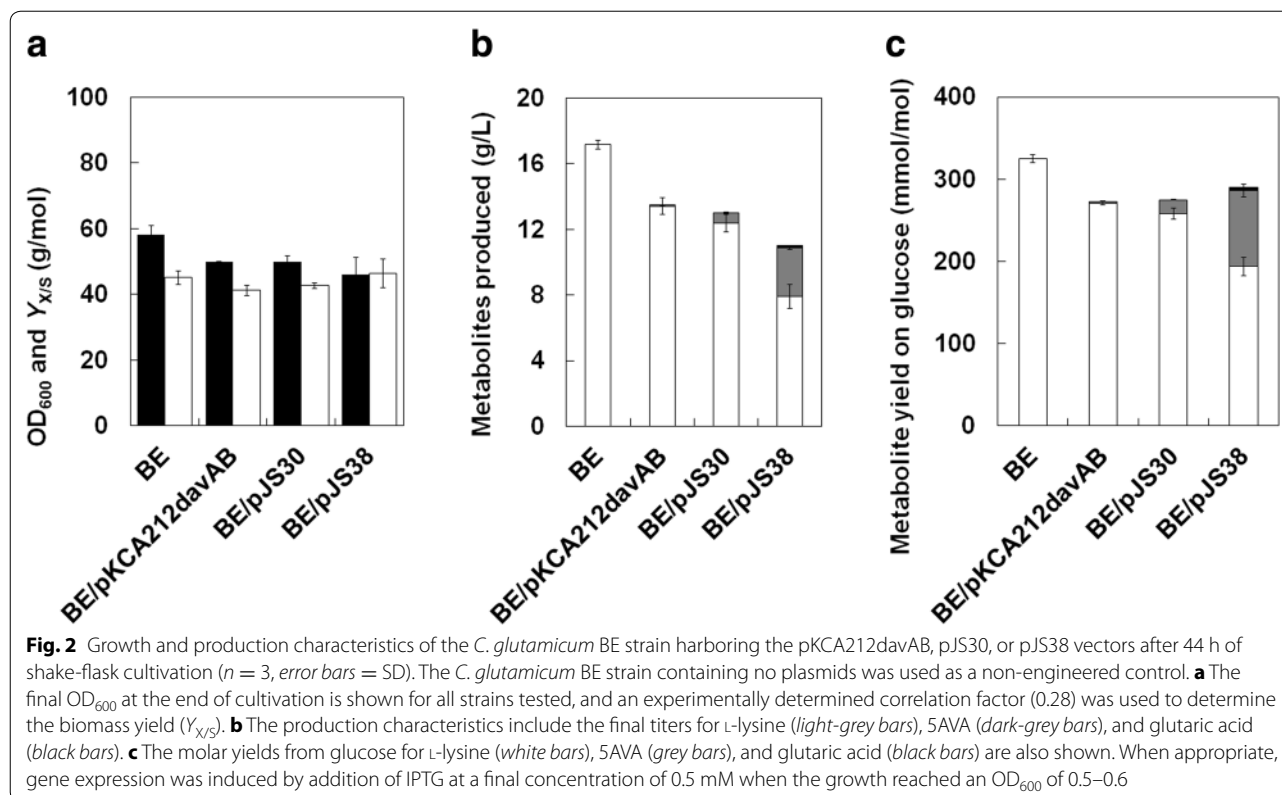 a
b
c
100
80
60
40
20
0
OD600 and YX/S (g/mol)
BE
BE/pKCA212davAB
BE/pJS30
BE/pJS38
20
16
12
8
4
0
Metabolites produced (g/L)
BE
BE/pKCA212davAB
BE/pJS30
BE/pJS38
400
300
200
100
0
Metabolite yield on glucose (mmol/mol)
BE
BE/pKCA212davAB
BE/pJS30
BE/pJS38
Fig. 2 Growth and production characteristics of the C. glutamicum BE strain harboring the pKCA212davAB, pJS30, or pJS38 vectors after 44 h of
shake-flask cultivation (n = 3, error bars = SD). The C. glutamicum BE strain containing no plasmids was used as a non-engineered control. a The
final OD600 at the end of cultivation is shown for all strains tested, and an experimentally determined correlation factor (0.28) was used to determine
the biomass yield (YX/S). b The production characteristics include the final titers for L-lysine (light-grey bars), 5AVA (dark-grey bars), and glutaric acid
(black bars). c The molar yields from glucose for L-lysine (white bars), 5AVA (grey bars), and glutaric acid (black bars) are also shown. When appropriate,
gene expression was induced by addition of IPTG at a final concentration of 0.5 mM when the growth reached an OD600 of 0.5–0.6